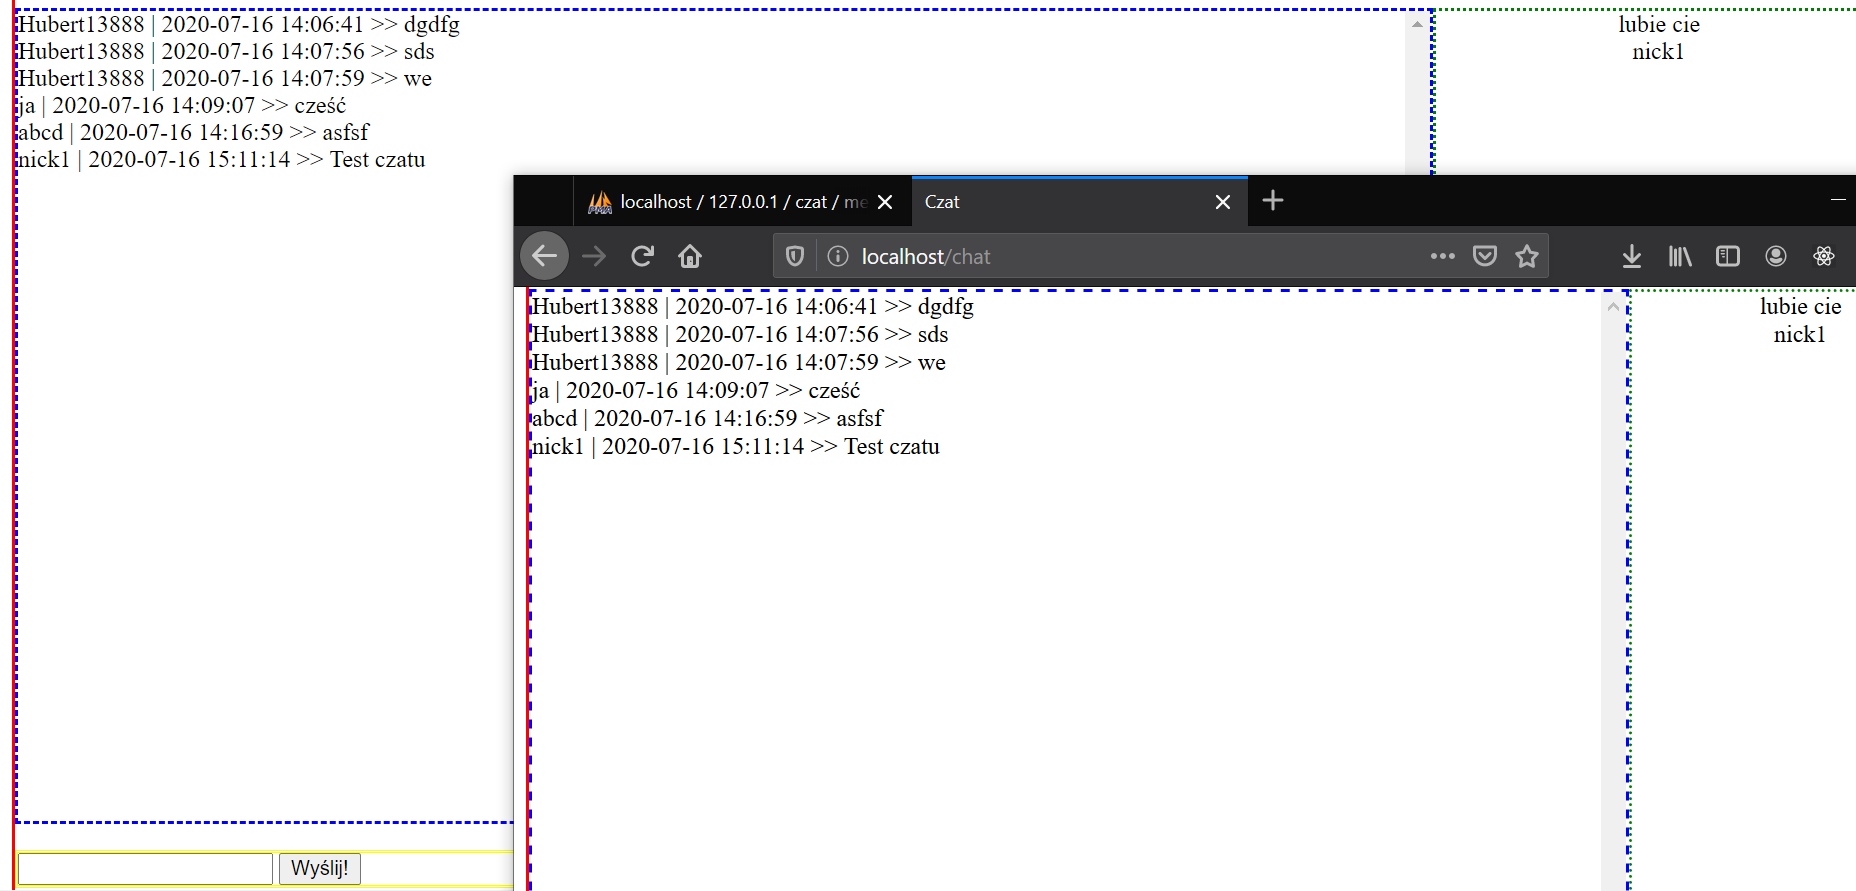 Hubert13888 | 2020-07-16 14:06:41 >> dgdfg
Hubert13888 | 2020-07-16 14:07:56 >> sds
Hubert13888 | 2020-07-16 14:07:59 >> we
ja | 2020-07-16 14:09:07 >> cześć
abcd | 2020-07-16 14:16:59 >> asfsf
nick1 | 2020-07-16 15:11:14 >> Test czatu
lubie cie
nick1
Wyślij!
PMA localhost / 127.0.0.1 / czat / me
Czat
localhost/chat
Hubert13888 | 2020-07-16 14:06:41 >> dgdfg
Hubert13888 | 2020-07-16 14:07:56 >> sds
Hubert13888 | 2020-07-16 14:07:59 >> we
ja | 2020-07-16 14:09:07 >> cześć
abcd | 2020-07-16 14:16:59 >> asfsf
nick1 | 2020-07-16 15:11:14 >> Test czatu
lubie cie
nick1